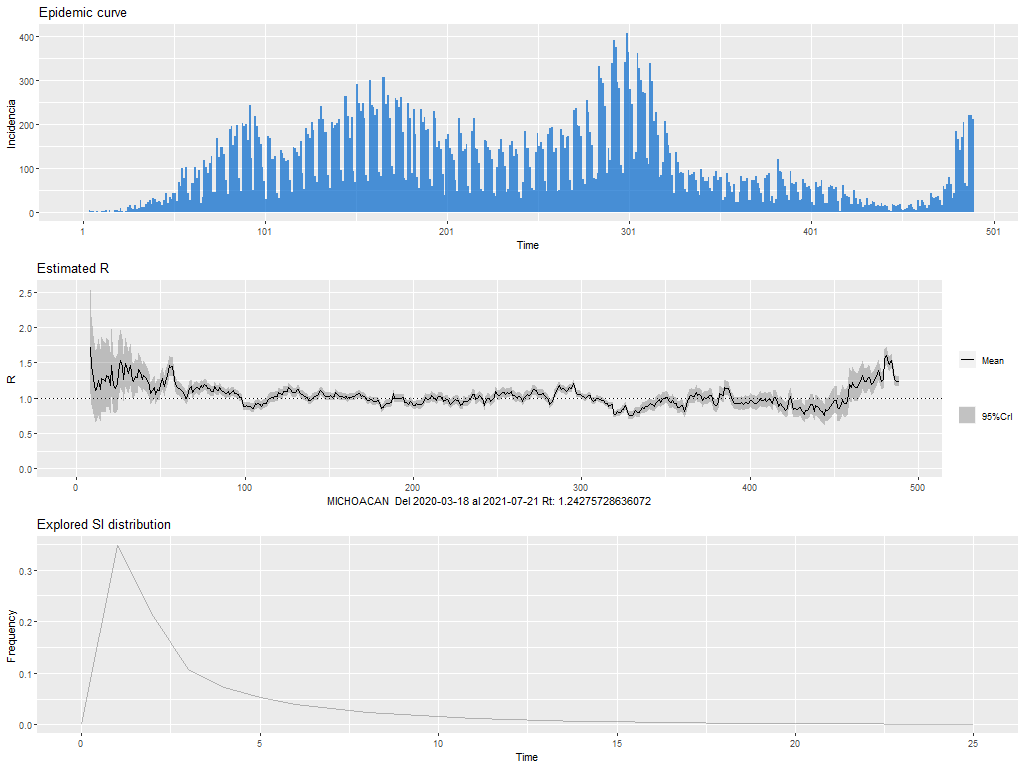 Epidemic curve
400
300
200
100
0
Incidencia
1 101 201 301 401 501
Time
Estimated R
2.5
2.0
1.5
1.0
0.5
0.0
R
0 100 200 300 400 500
MICHOACAN Del 2020-03-18 al 2021-07-21 Rt: 1.24275728636072
Mean
95%CrI
Explored SI distribution
0.3
0.2
0.1
0.0
Frequency
0 5 10 15 20 25
Time